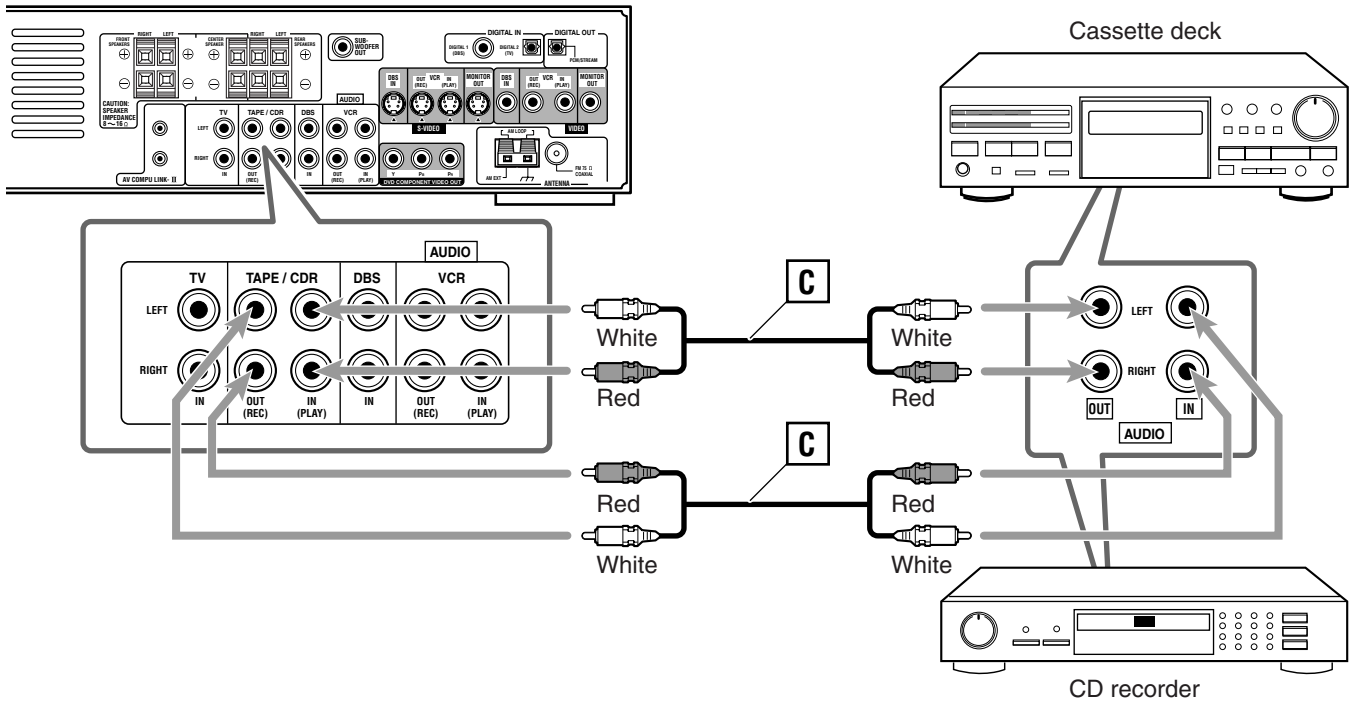 FRONT SPEAKERS
RIGHT LEFT
CENTER SPEAKER
RIGHT LEFT
REAR SPEAKERS
CAUTION:
SPEAKER
IMPEDANCE
8～16 Ω
SUB-
WOOFER
OUT
DIGITAL IN
DIGITAL 1
(DBS)
DIGITAL 2
(TV)
DIGITAL OUT
PCM/STREAM
DBS
IN
VCR
OUT
(REC)
IN
(PLAY)
MONITOR
OUT
S-VIDEO
DBS
IN
VCR
OUT
(REC)
IN
(PLAY)
MONITOR
OUT
VIDEO
AUDIO
TV TAPE / CDR DBS VCR
LEFT
RIGHT
IN
OUT
(REC)
IN
OUT
(REC)
IN
(PLAY)
AV COMPU LINK- II
Y PB PR
DVD COMPONENT VIDEO OUT
AM LOOP
AM EXT
FM 75 Ω
COAXIAL
ANTENNA
Cassette deck
AUDIO
TV TAPE / CDR DBS VCR
LEFT
RIGHT
IN
OUT
(REC)
IN
(PLAY)
IN
OUT
(REC)
IN
(PLAY)
C
White White
Red Red
C
Red Red
White White
LEFT
RIGHT
OUT IN
AUDIO
CD recorder